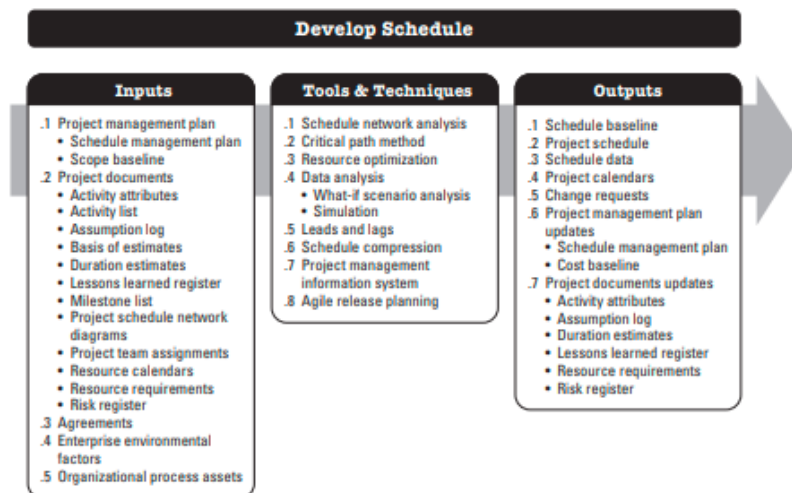 Develop Schedule
Inputs
.1 Project management plan
• Schedule management plan
• Scope baseline
.2 Project documents
• Activity attributes
• Activity list
• Assumption log
• Basis of estimates
• Duration estimates
• Lessons learned register
• Milestone list
• Project schedule network
diagrams
• Project team assignments
• Resource calendars
• Resource requirements
• Risk register
.3 Agreements
.4 Enterprise environmental
factors
.5 Organizational process assets
Tools & Techniques
.1 Schedule network analysis
.2 Critical path method
.3 Resource optimization
.4 Data analysis
• What-if scenario analysis
• Simulation
.5 Leads and lags
.6 Schedule compression
.7 Project management
information system
.8 Agile release planning
Outputs
.1 Schedule baseline
.2 Project schedule
.3 Schedule data
.4 Project calendars
.5 Change requests
.6 Project management plan
updates
• Schedule management plan
• Cost baseline
.7 Project documents updates
• Activity attributes
• Assumption log
• Duration estimates
• Lessons learned register
• Resource requirements
• Risk register